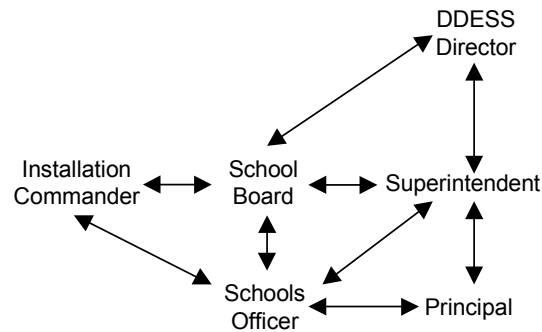 DDESS
Director
Installation
Commander
School
Board
Superintendent
Schools
Officer
Principal